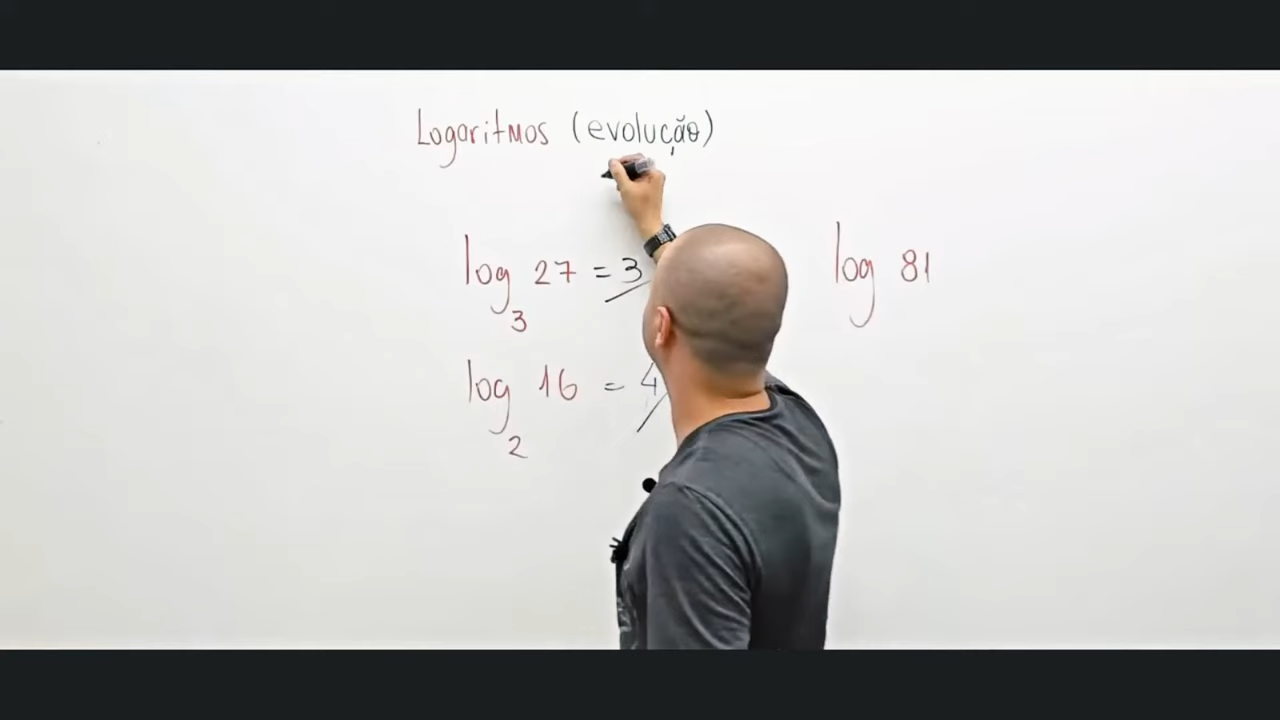 Logaritmos (evolução)
log₃ 27 = 3
log 81
log₂ 16 = 4